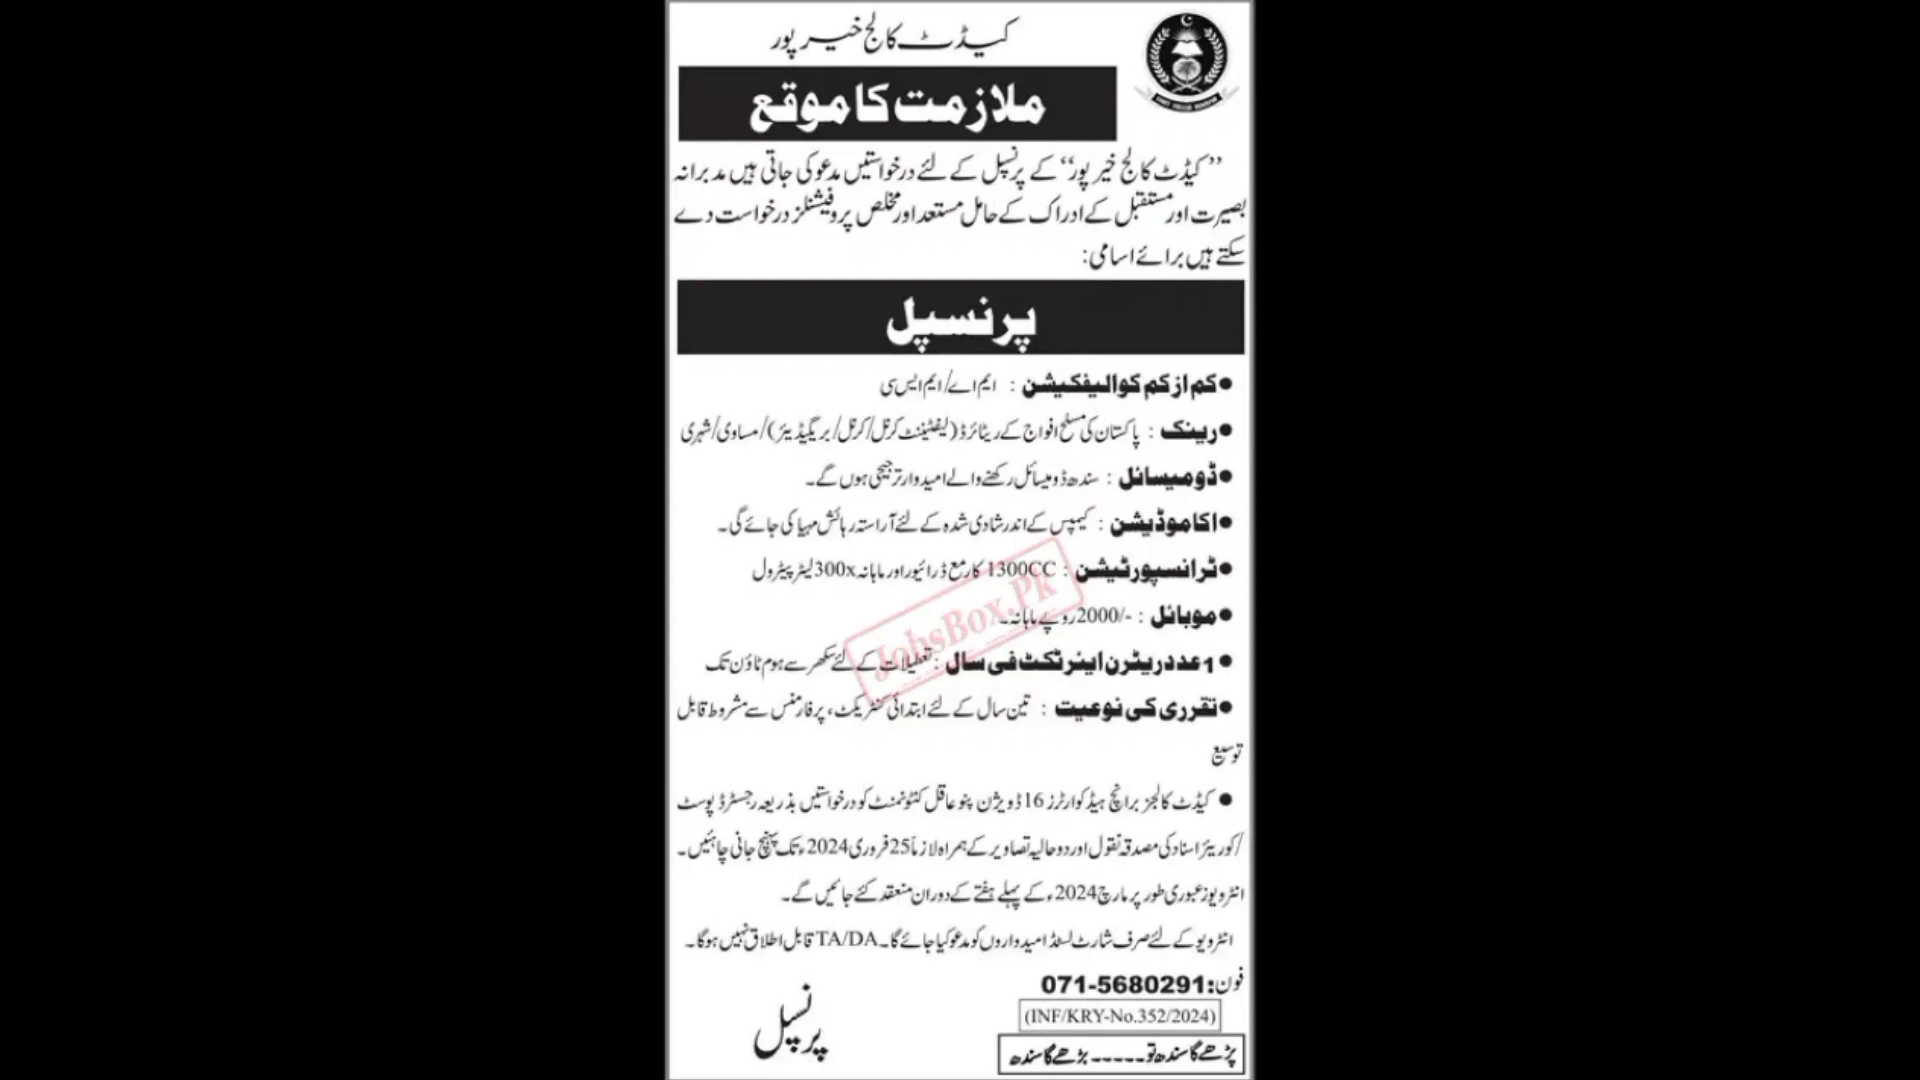 کیڈٹ کالج خیرپور
ملازمت کا موقع
”کیڈٹ کالج خیرپور“ کے پرنسپل کے لئے درخواستیں مدعو کی جاتی ہیں مدبرانہ
بصیرت اور مستقبل کے ادراک کے حامل مستعد اور مخلص پروفیشنلز درخواست دے
سکتے ہیں برائے اسامی:
پرنسپل
●کم از کم کوالیفکیشن : ایم اے/ایم ایس سی
●رینک : پاکستان کی مسلح افواج کے ریٹائرڈ (لیفٹیننٹ کرنل/کرنل/بریگیڈیئر)/مساوی/شہری
●ڈومیسائل : سندھ ڈومیسائل رکھنے والے امیدوار ترجیحی ہوں گے۔
●اکاموڈیشن : کیمپس کے اندر شادی شدہ کے لئے آراستہ رہائش مہیا کی جائے گی۔
●ٹرانسپورٹیشن : 1300CC کار مع ڈرائیور اور ماہانہ 300x لیٹر پیٹرول
●موبائل : -/2000 روپے ماہانہ۔
●1 عدد ریٹرن ایئر ٹکٹ فی سال : تعطیلات کے لئے سکھر سے ہوم ٹاؤن تک
●تقرری کی نوعیت : تین سال کے لئے ابتدائی کنٹریکٹ، پرفارمنس سے مشروط قابل
توسیع
● کیڈٹ کالجز برانچ ہیڈکوارٹرز 16 ڈویژن پنوعاقل کنٹونمنٹ کو درخواستیں بذریعہ رجسٹرڈ پوسٹ
/کوریئر اسناد کی مصدقہ نقول اور دو حالیہ تصاویر کے ہمراہ لازماً 25 فروری 2024ء تک پہنچ جانی چاہئیں۔
انٹرویوز عبوری طور پر مارچ 2024ء کے پہلے ہفتے کے دوران منعقد کئے جائیں گے۔
انٹرویو کے لئے صرف شارٹ لسٹڈ امیدواروں کو مدعو کیا جائے گا۔ TA/DA قابل اطلاق نہیں ہوگا۔
فون: 071-5680291
(INF/KRY-No.352/2024)
پرنسپل
پڑھے گا سندھ تو-----بڑھے گا سندھ
JobsBox.Pk